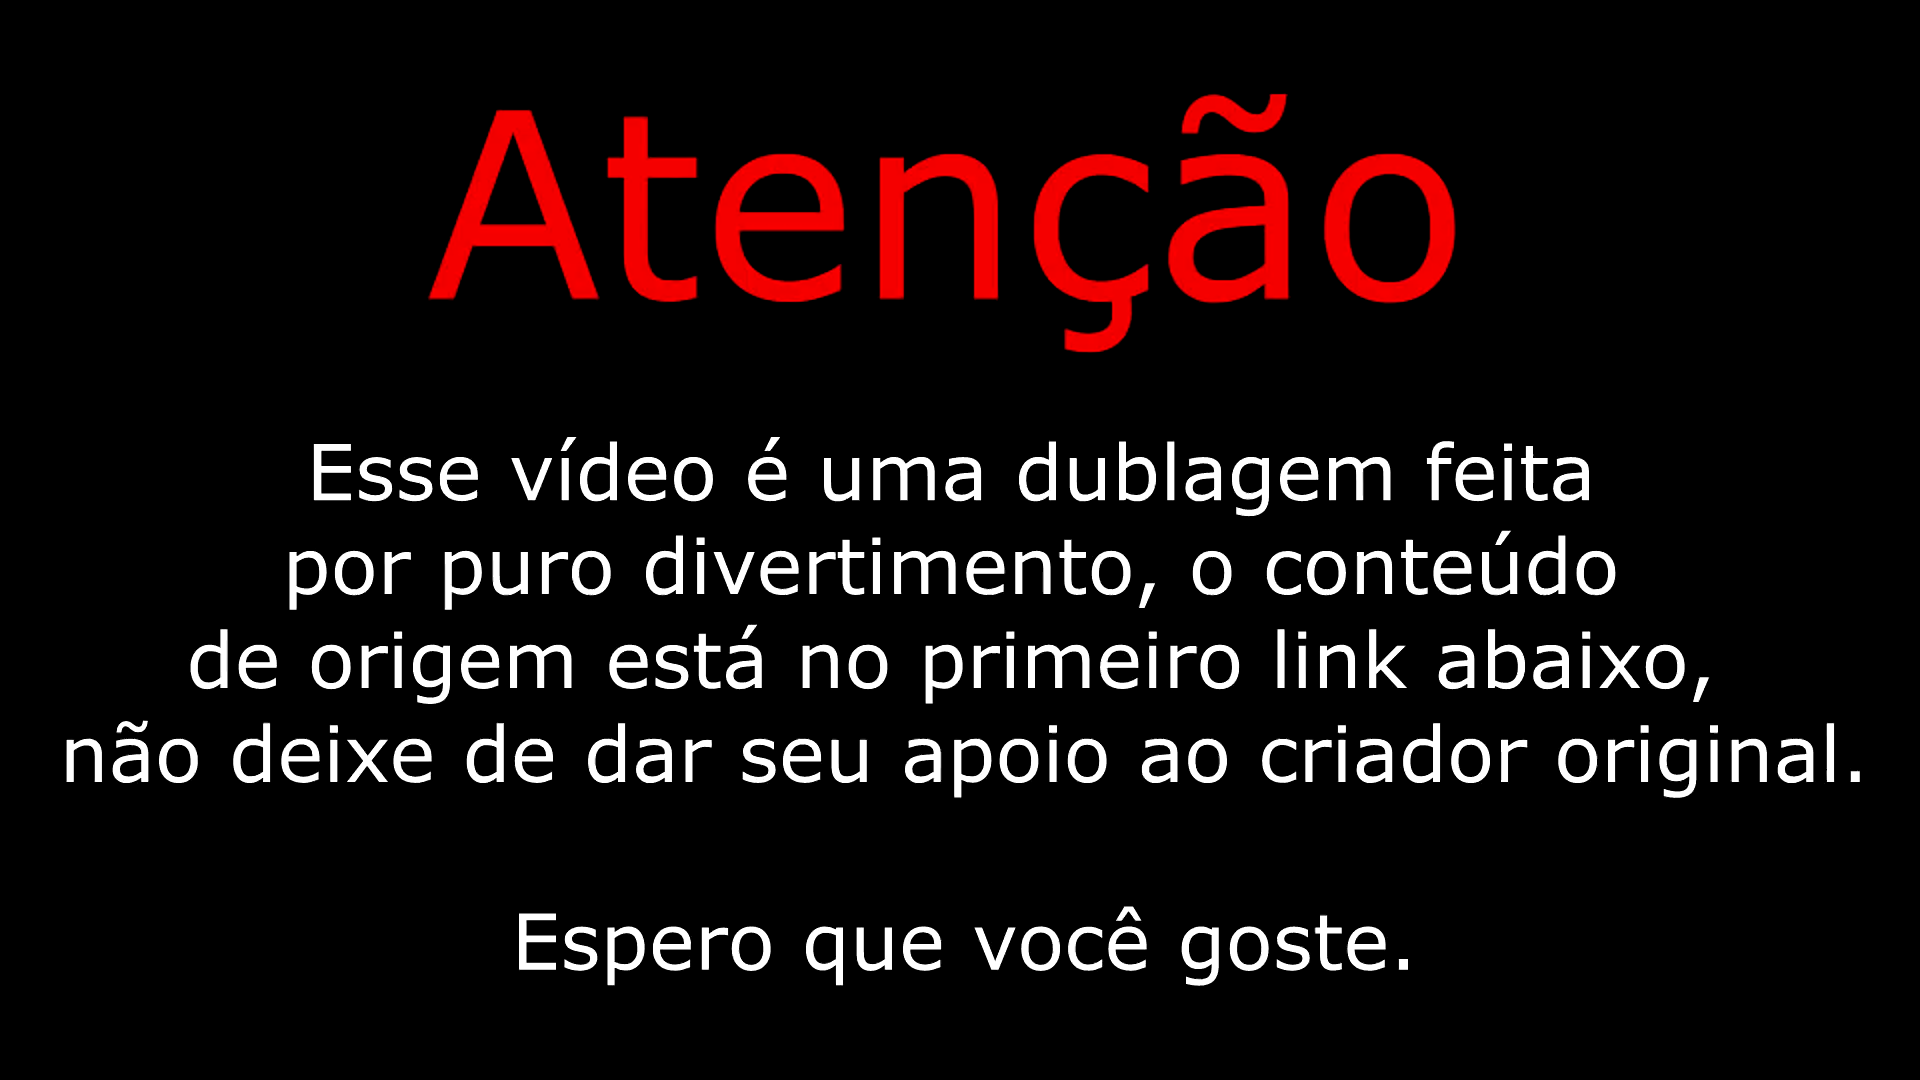 Atenção
Esse vídeo é uma dublagem feita
por puro divertimento, o conteúdo
de origem está no primeiro link abaixo,
não deixe de dar seu apoio ao criador original.
Espero que você goste.